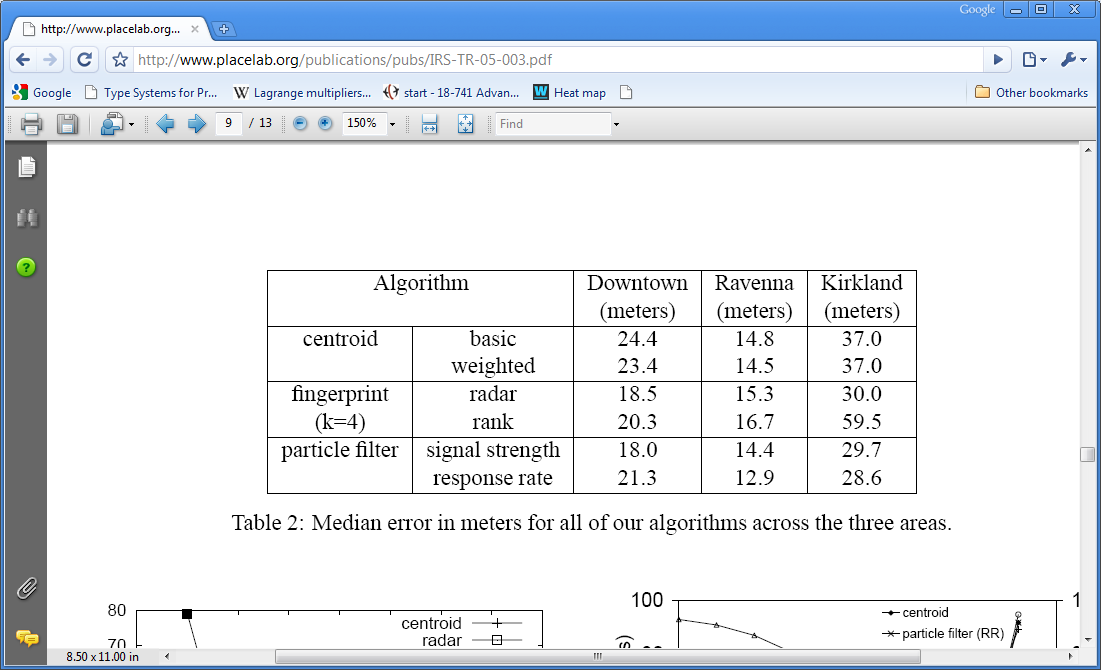 Google
http://www.placelab.org...
http://www.placelab.org/publications/pubs/IRS-TR-05-003.pdf
Google Type Systems for Pr... W Lagrange multipliers... start - 18-741 Advan... W Heat map Other bookmarks
9 / 13 150% Find
Algorithm Downtown Ravenna Kirkland
(meters) (meters) (meters)
centroid basic 24.4 14.8 37.0
weighted 23.4 14.5 37.0
fingerprint radar 18.5 15.3 30.0
(k=4) rank 20.3 16.7 59.5
particle filter signal strength 18.0 14.4 29.7
response rate 21.3 12.9 28.6
Table 2: Median error in meters for all of our algorithms across the three areas.
80 centroid 100 centroid 1
70 radar particle filter (RR)
8.50 x 11.00 in